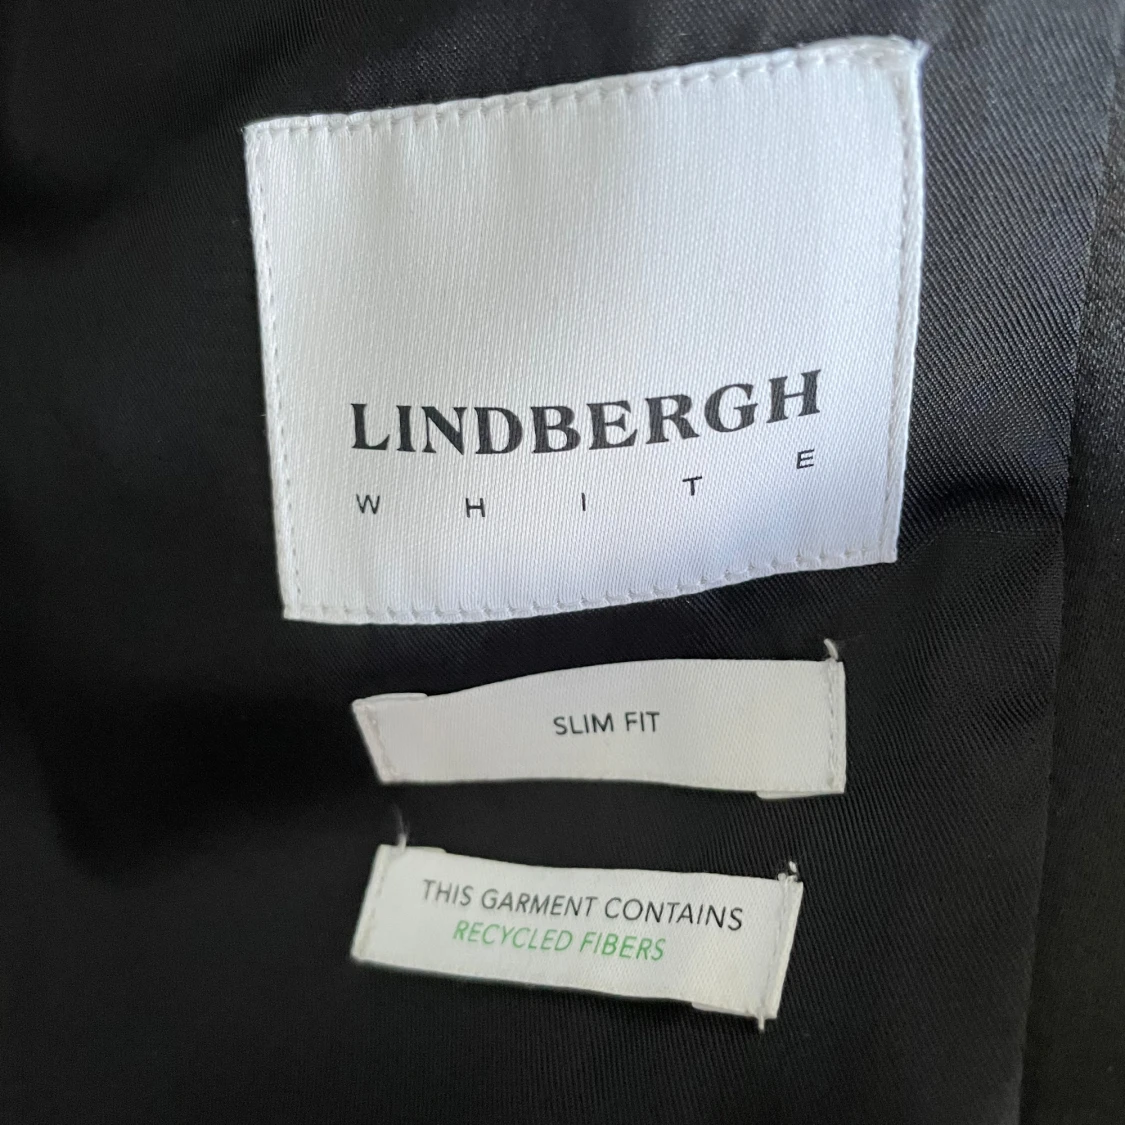 LINDBERGH
WHITE
SLIM FIT
THIS GARMENT CONTAINS
RECYCLED FIBERS